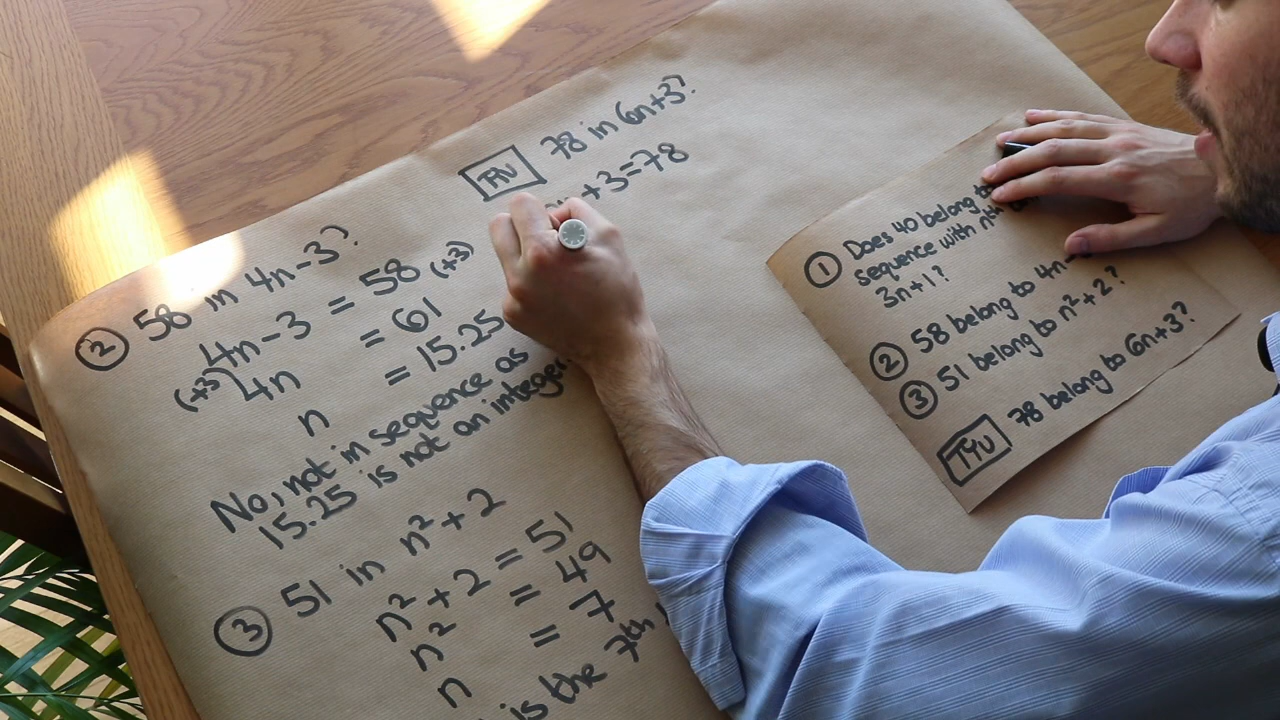 ② 58 in 4n-3?
4n-3 = 58 (+3)
(+3) 4n = 61
n = 15.25
No, not in sequence as
15.25 is not an integer.
③ 51 in n²+2
n²+2 = 51
n² = 49
n = 7
is the 7th
TYU 78 in 6n+3?
+3=78
① Does 40 belong to
sequence with nth
3n+1?
② 58 belong to 4n-
③ 51 belong to n²+2?
TYU 78 belong to 6n+3?